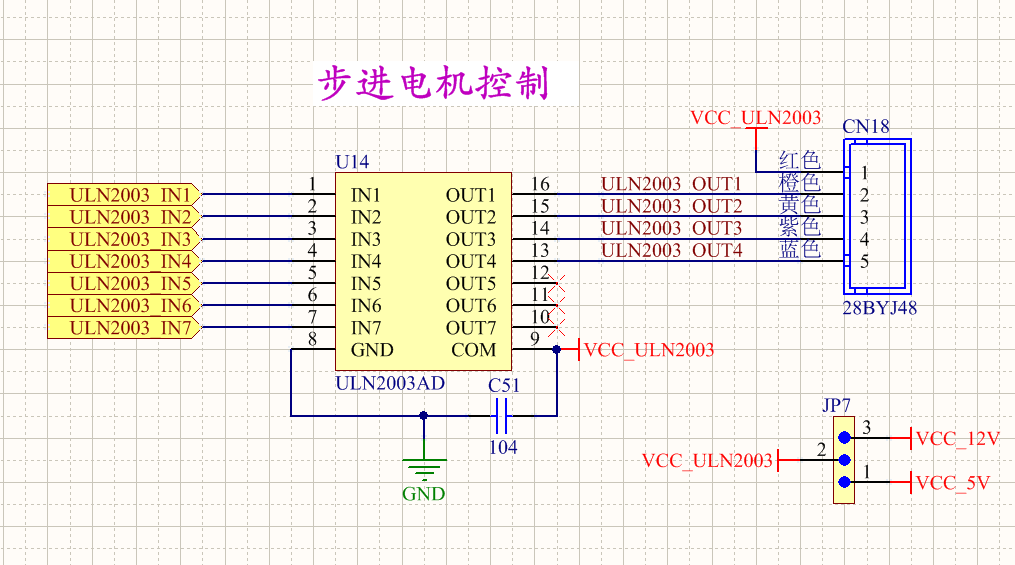 步进电机控制
VCC_ULN2003
CN18
U14
红色
1
ULN2003_IN1 1 IN1 OUT1 16 ULN2003_OUT1 橙色 2
ULN2003_IN2 2 IN2 OUT2 15 ULN2003_OUT2 黄色 3
ULN2003_IN3 3 IN3 OUT3 14 ULN2003_OUT3 紫色 4
ULN2003_IN4 4 IN4 OUT4 13 ULN2003_OUT4 蓝色 5
ULN2003_IN5 5 IN5 OUT5 12
ULN2003_IN6 6 IN6 OUT6 11
28BYJ48
ULN2003_IN7 7 IN7 OUT7 10
8 GND COM 9 VCC_ULN2003
ULN2003AD
C51
104
GND
JP7
3 VCC_12V
VCC_ULN2003 2
1 VCC_5V